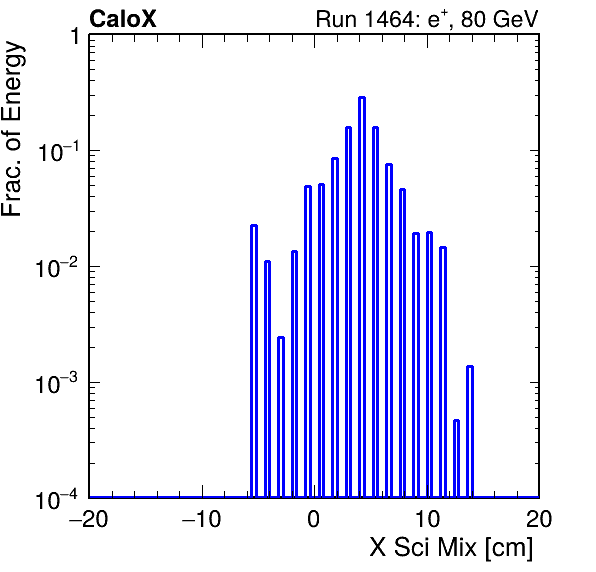 CaloX Run 1464: e⁺, 80 GeV
Frac. of Energy
1
10⁻¹
10⁻²
10⁻³
10⁻⁴
−20 −10 0 10 20
X Sci Mix [cm]